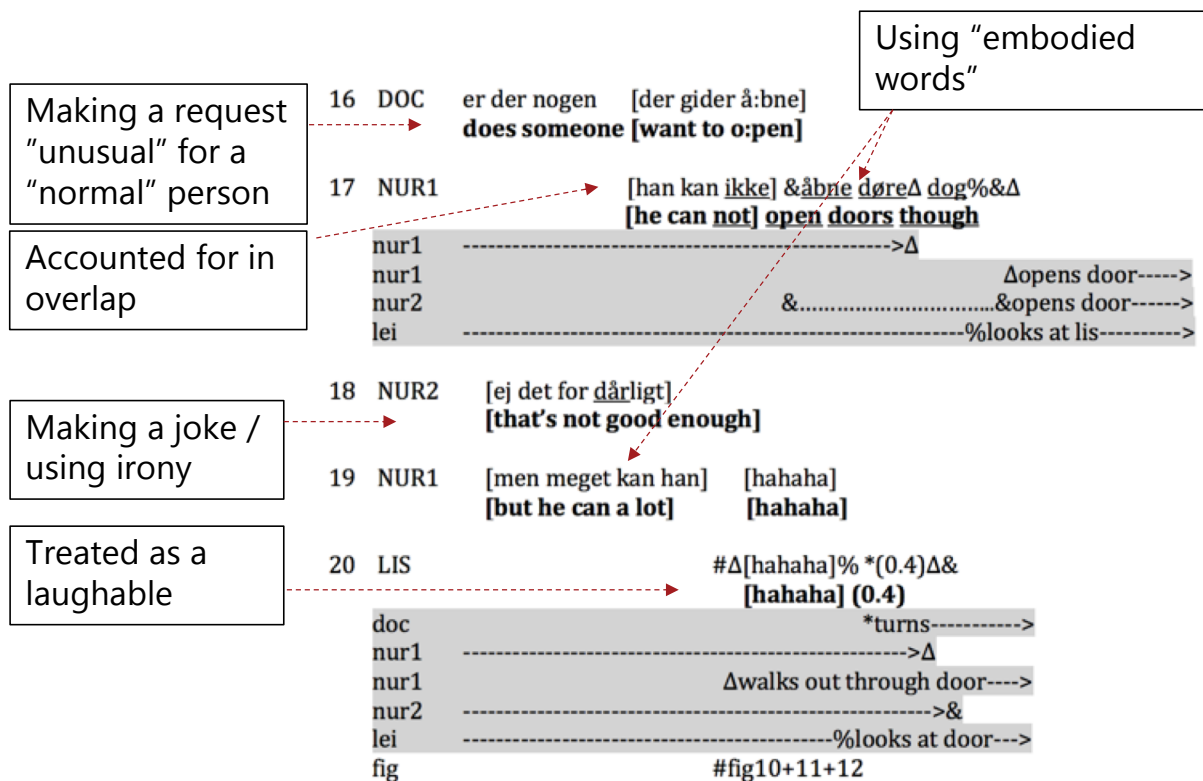 Using “embodied
words”
Making a request
“unusual” for a
“normal” person
16 DOC er der nogen [der gider å:bne]
does someone [want to o:pen]
17 NUR1 [han kan ikke] &åbne døre∆ dog%&∆
[he can not] open doors though
Accounted for in
overlap
nur1 ---------------------------------------------------->∆
nur1 ∆opens door----->
nur2 &..............................&opens door------>
lei -------------------------------------------------------------%looks at lis---------->
18 NUR2 [ej det for dårligt]
[that’s not good enough]
Making a joke /
using irony
19 NUR1 [men meget kan han] [hahaha]
[but he can a lot] [hahaha]
Treated as a
laughable
20 LIS #∆[hahaha]% *(0.4)∆&
[hahaha] (0.4)
doc *turns----------->
nur1 ------------------------------------------------------>∆
nur1 ∆walks out through door---->
nur2 --------------------------------------------------------->&
lei ---------------------------------------------%looks at door--->
fig #fig10+11+12